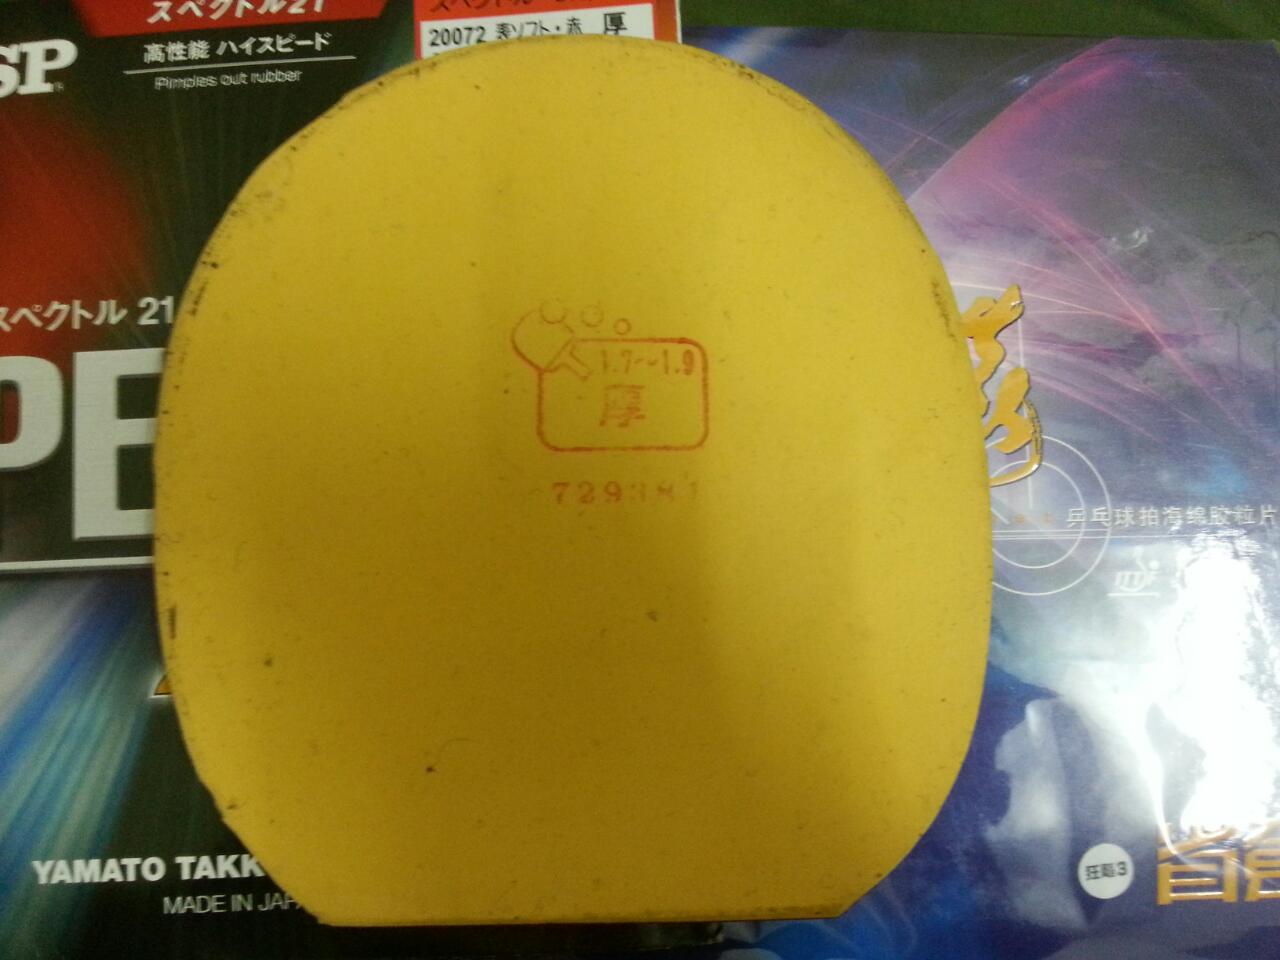 スペクトル21
20072 表ソフト・赤 厚
SP
高性能 ハイスピード
Pimples out rubber
スペクトル 21
PE
1.7~1.9
厚
729381
乒乓球拍海绵胶粒片
YAMATO TAKK
MADE IN JAPA
狂飚3